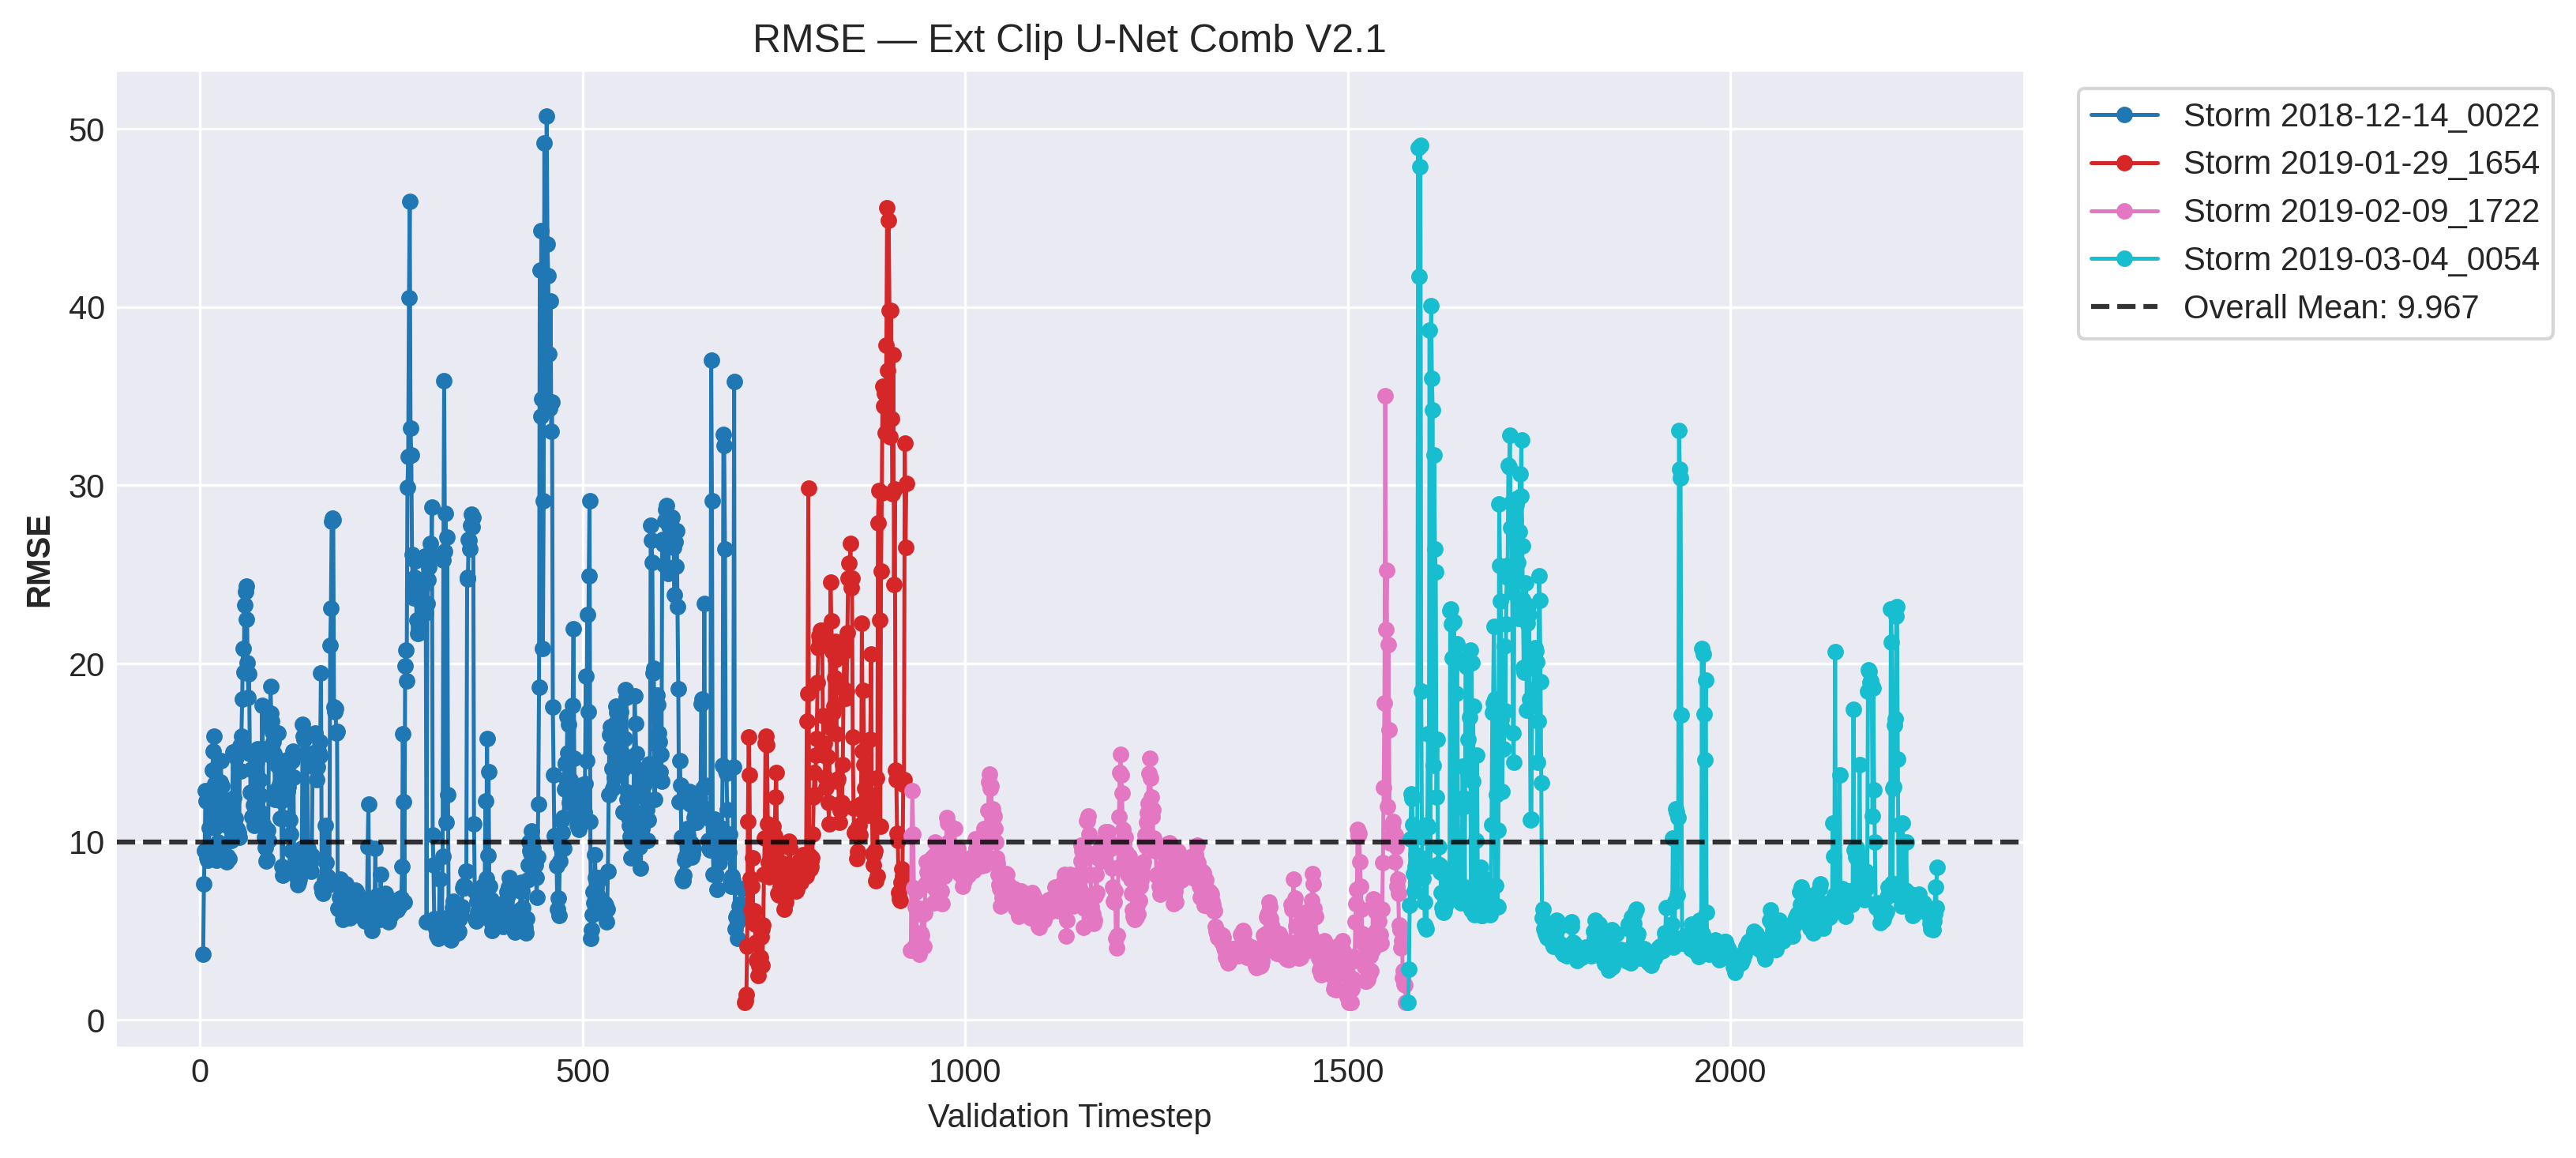 RMSE — Ext Clip U-Net Comb V2.1
50
40
30
20
10
0
RMSE
0 500 1000 1500 2000
Validation Timestep
Storm 2018-12-14_0022
Storm 2019-01-29_1654
Storm 2019-02-09_1722
Storm 2019-03-04_0054
Overall Mean: 9.967